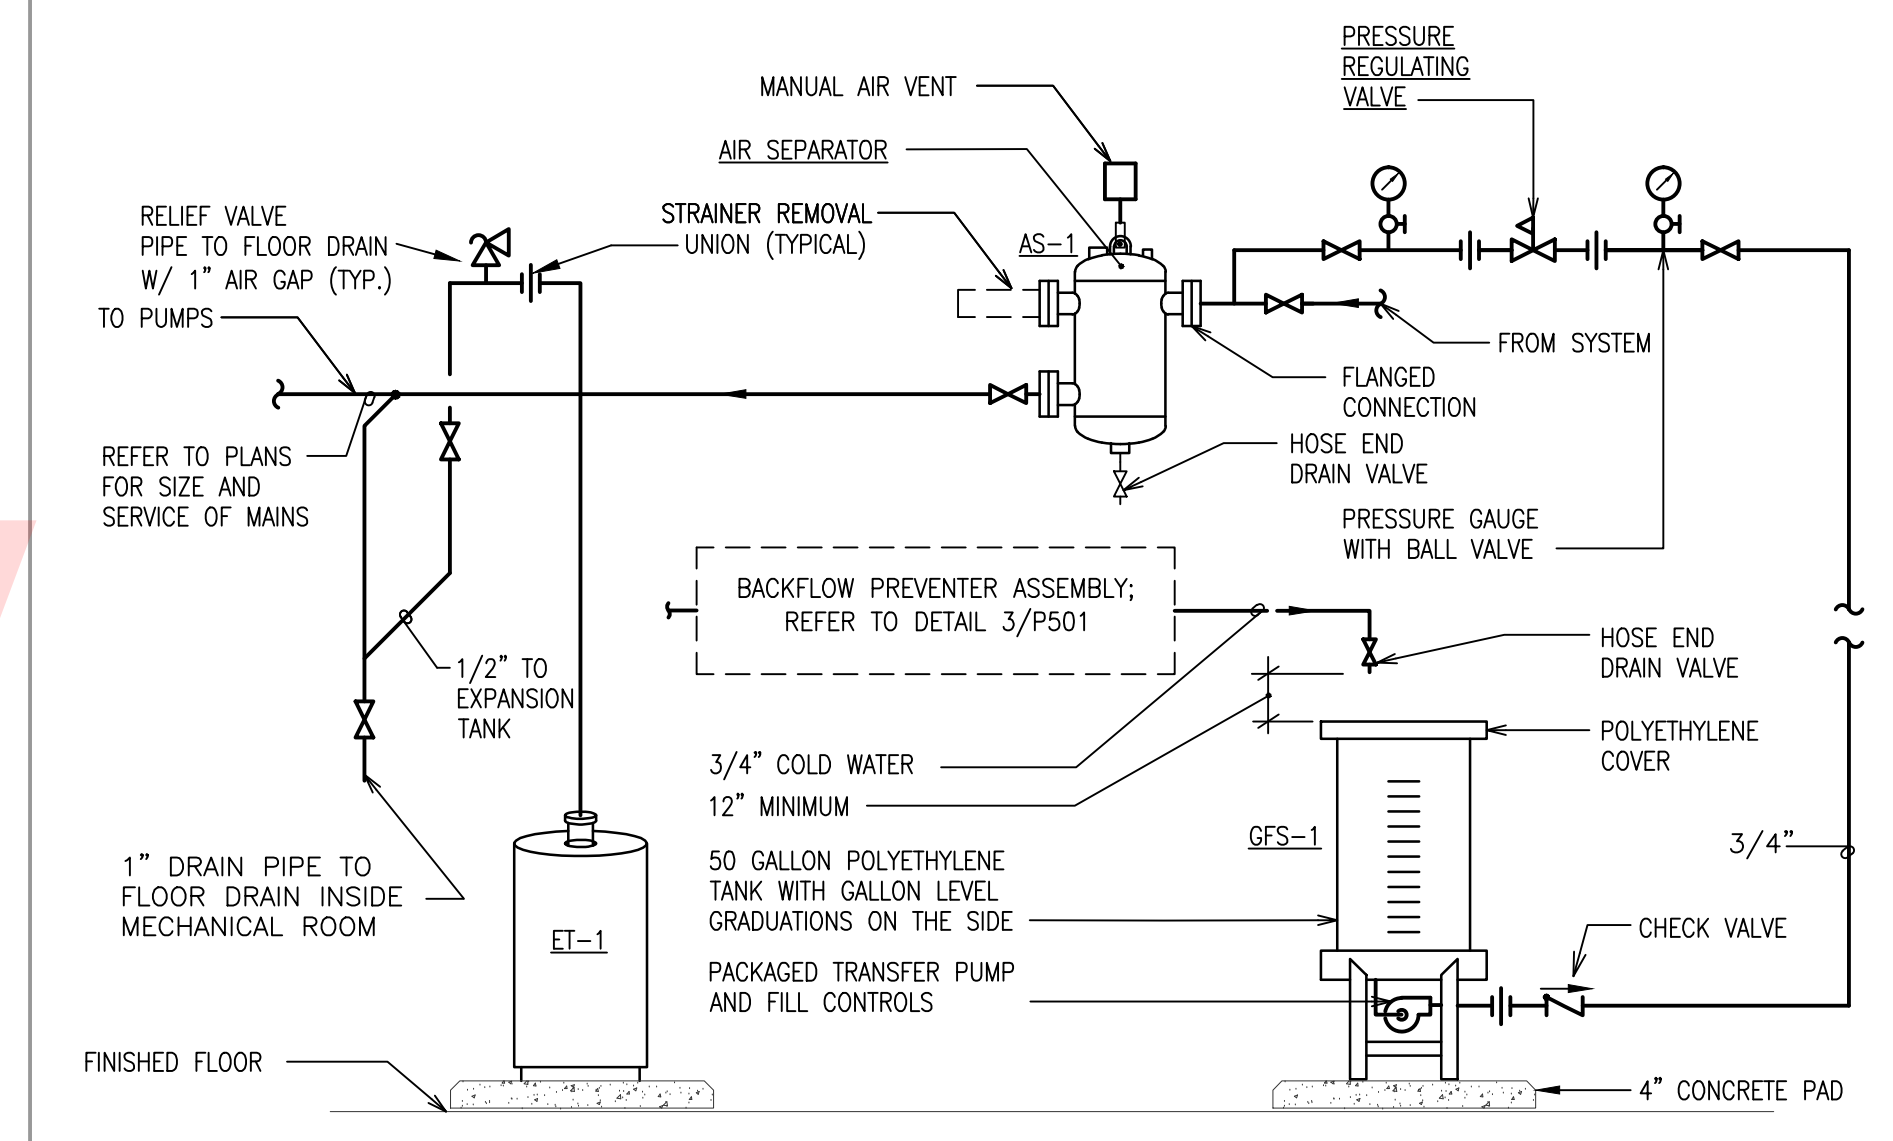 PRESSURE
REGULATING
VALVE
MANUAL AIR VENT
AIR SEPARATOR
RELIEF VALVE
PIPE TO FLOOR DRAIN
W/ 1” AIR GAP (TYP.)
STRAINER REMOVAL
UNION (TYPICAL)
AS-1
TO PUMPS
FROM SYSTEM
FLANGED
CONNECTION
REFER TO PLANS
FOR SIZE AND
SERVICE OF MAINS
HOSE END
DRAIN VALVE
PRESSURE GAUGE
WITH BALL VALVE
BACKFLOW PREVENTER ASSEMBLY;
REFER TO DETAIL 3/P501
HOSE END
DRAIN VALVE
1/2” TO
EXPANSION
TANK
POLYETHYLENE
COVER
3/4” COLD WATER
12” MINIMUM
GFS-1
3/4”
1” DRAIN PIPE TO
FLOOR DRAIN INSIDE
MECHANICAL ROOM
50 GALLON POLYETHYLENE
TANK WITH GALLON LEVEL
GRADUATIONS ON THE SIDE
ET-1
CHECK VALVE
PACKAGED TRANSFER PUMP
AND FILL CONTROLS
FINISHED FLOOR
4” CONCRETE PAD